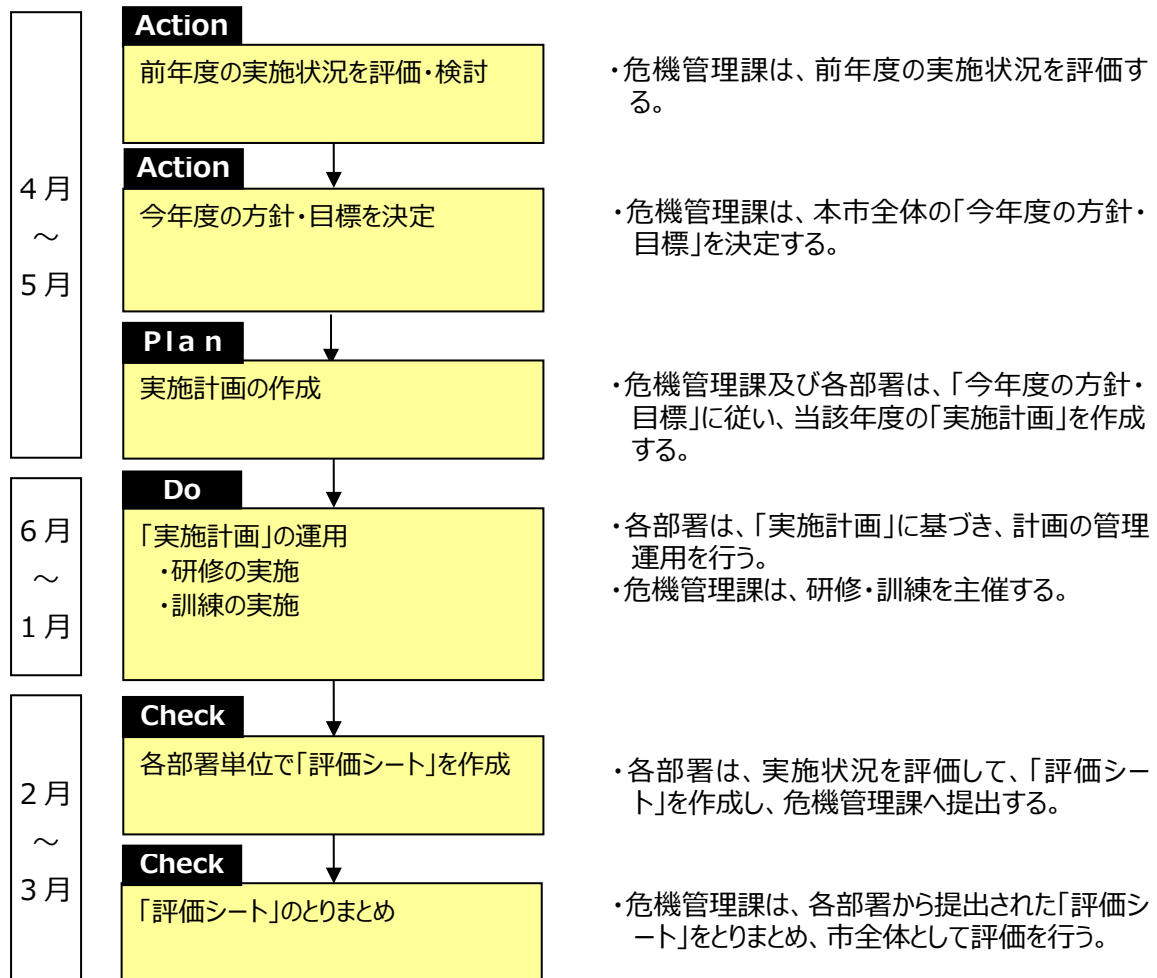 4月
～
5月
Action
前年度の実施状況を評価・検討
・危機管理課は、前年度の実施状況を評価す
る。
Action
今年度の方針・目標を決定
・危機管理課は、本市全体の「今年度の方針・
目標」を決定する。
Plan
実施計画の作成
・危機管理課及び各部署は、「今年度の方針・
目標」に従い、当該年度の「実施計画」を作成
する。
6月
～
1月
Do
「実施計画」の運用
・研修の実施
・訓練の実施
・各部署は、「実施計画」に基づき、計画の管理
運用を行う。
・危機管理課は、研修・訓練を主催する。
2月
～
3月
Check
各部署単位で「評価シート」を作成
・各部署は、実施状況を評価して、「評価シー
ト」を作成し、危機管理課へ提出する。
Check
「評価シート」のとりまとめ
・危機管理課は、各部署から提出された「評価シ
ート」をとりまとめ、市全体として評価を行う。